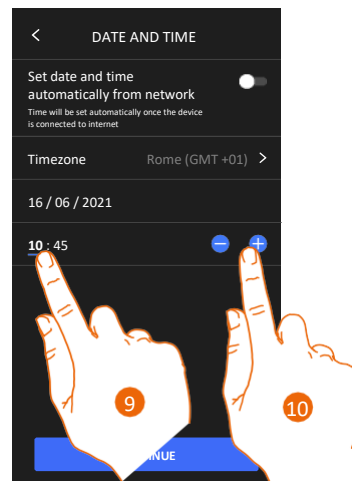 DATE AND TIME
Set date and time
automatically from network
Time will be set automatically once the device
is connected to internet
Timezone Rome (GMT +01)
16 / 06 / 2021
10 : 45
9
10